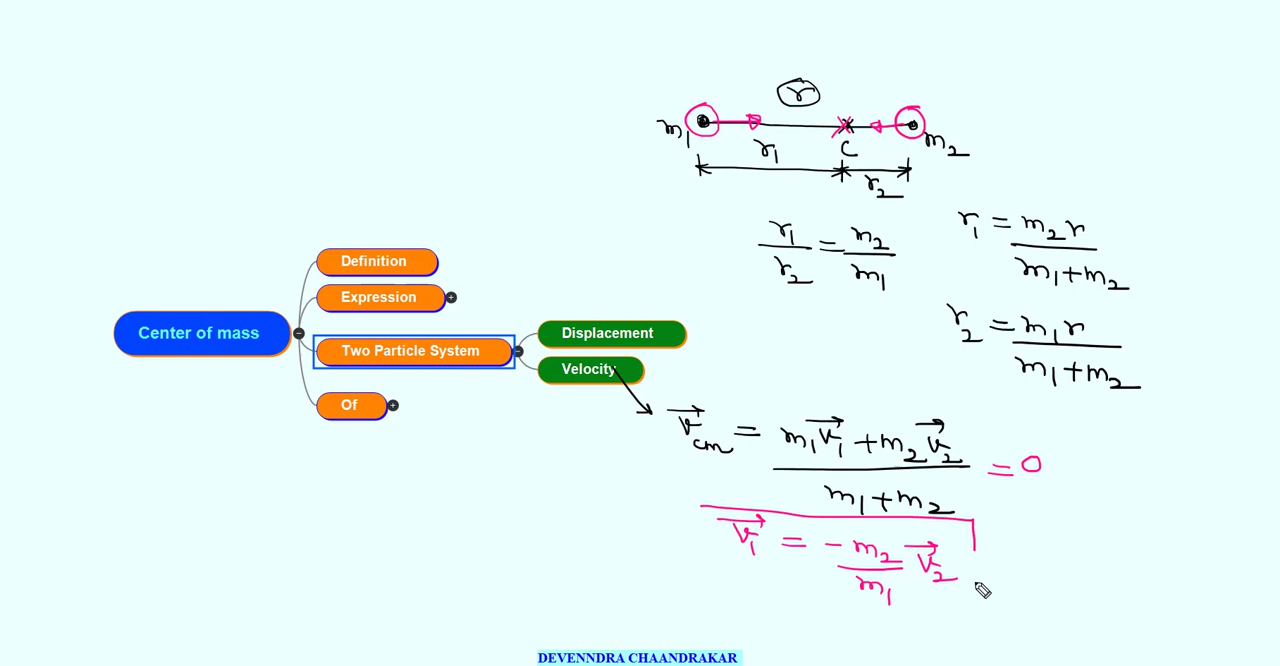 r
m₁
r₁
C
m₂
r₂
r₁/r₂ = m₂/m₁
r₁ = m₂r/(m₁+m₂)
r₂ = m₁r/(m₁+m₂)
Center of mass
Definition
Expression
Two Particle System
Of
Displacement
Velocity
v⃗cm = (m₁v⃗₁ + m₂v⃗₂)/(m₁+m₂) = 0
v⃗₁ = -m₂/m₁ v⃗₂
DEVENNDRA CHAANDRAKAR